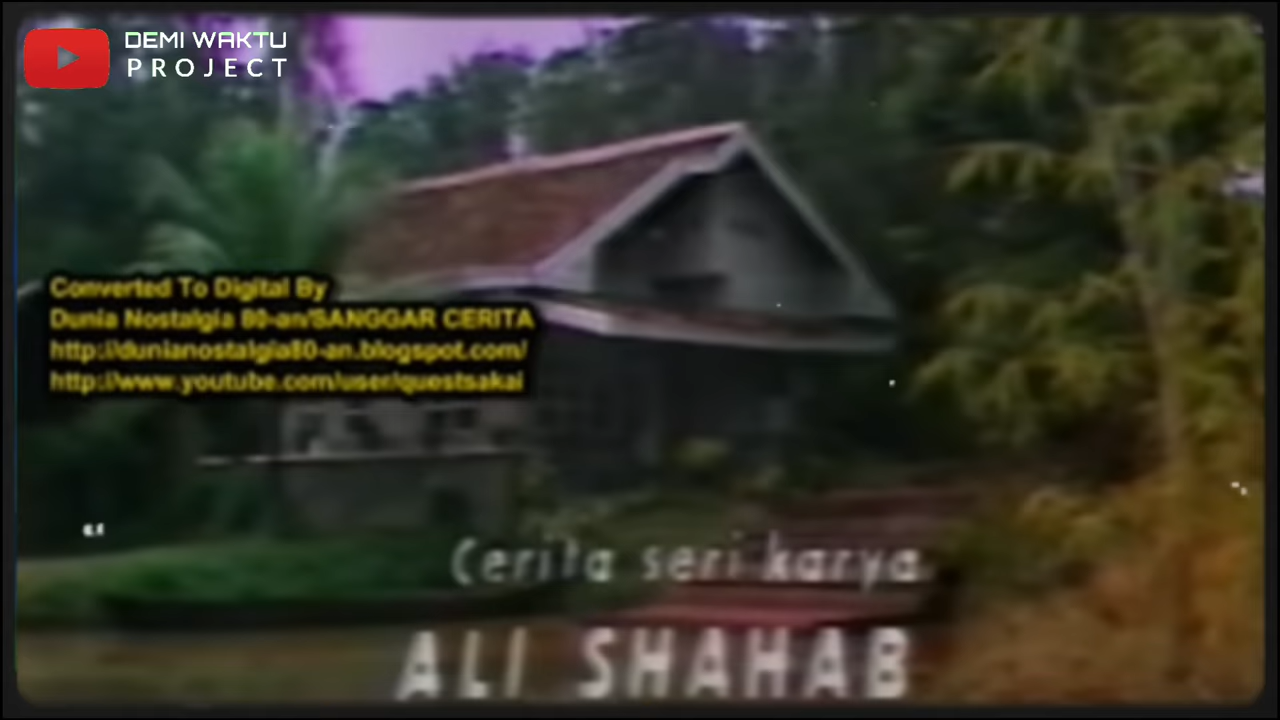 DEMI WAKTU
PROJECT
Converted To Digital By
Dunia Nostalgia 80-an/SANGGAR CERITA
http://dunianostalgia80-an.blogspot.com/
http://www.youtube.com/user/questsakai
Cerita seri karya
ALI SHAHAB